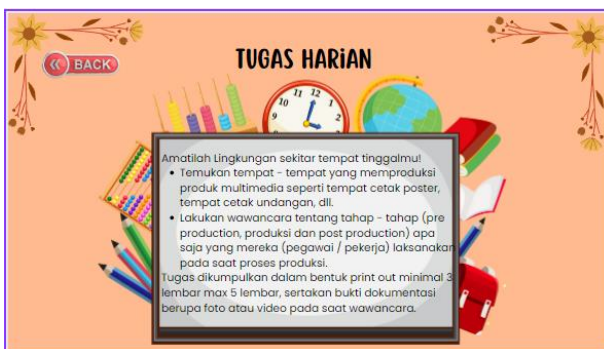 BACK
TUGAS HARiAN
Amatilah Lingkungan sekitar tempat tinggalmu!
• Temukan tempat - tempat yang memproduksi
produk multimedia seperti tempat cetak poster,
tempat cetak undangan, dll.
• Lakukan wawancara tentang tahap - tahap (pre
production, produksi dan post production) apa
saja yang mereka (pegawai / pekerja) laksanakan
pada saat proses produksi.
Tugas dikumpulkan dalam bentuk print out minimal 3
lembar max 5 lembar, sertakan bukti dokumentasi
berupa foto atau video pada saat wawancara.